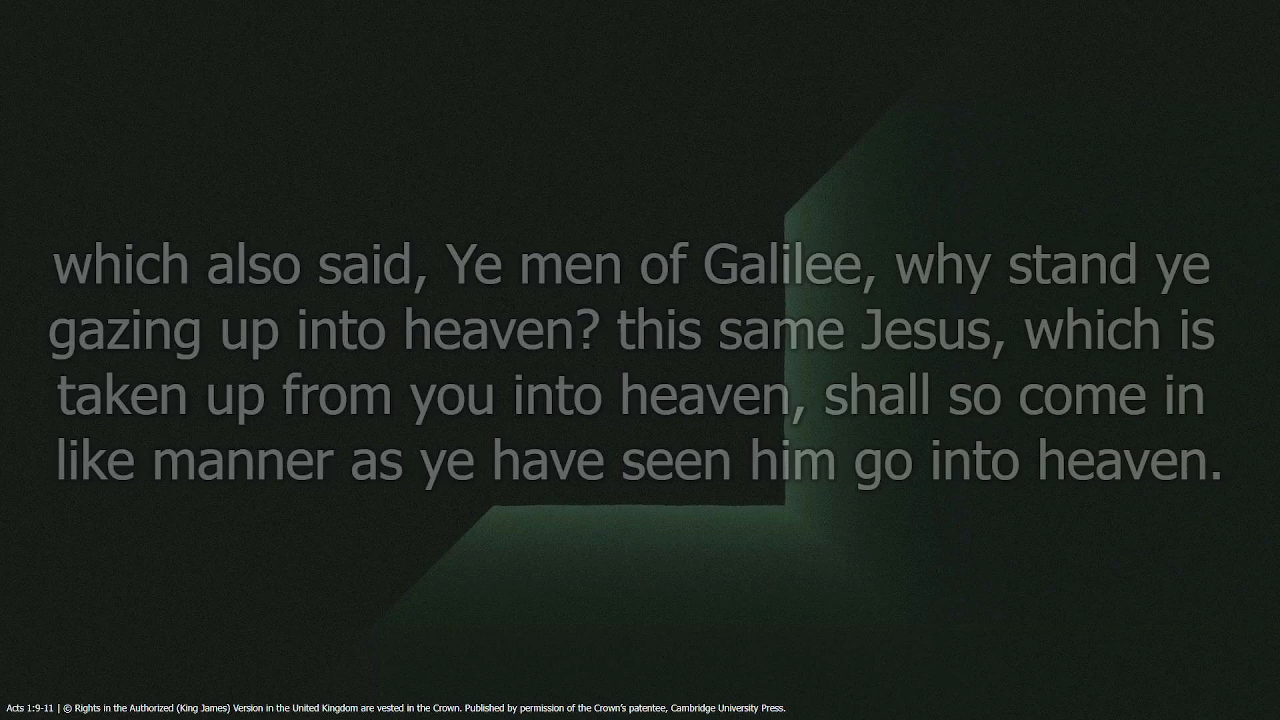 which also said, Ye men of Galilee, why stand ye
gazing up into heaven? this same Jesus, which is
taken up from you into heaven, shall so come in
like manner as ye have seen him go into heaven.
Acts 1:9-11 | © Rights in the Authorized (King James) Version in the United Kingdom are vested in the Crown. Published by permission of the Crown’s patentee, Cambridge University Press.